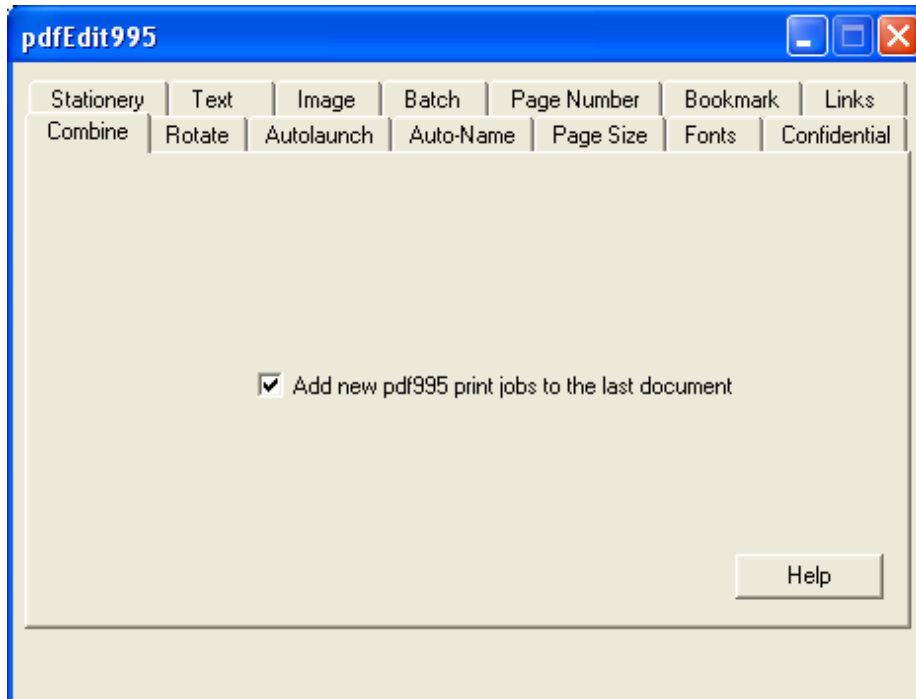 pdfEdit995
Stationery Text Image Batch Page Number Bookmark Links
Combine Rotate Autolaunch Auto-Name Page Size Fonts Confidential
Add new pdf995 print jobs to the last document
Help